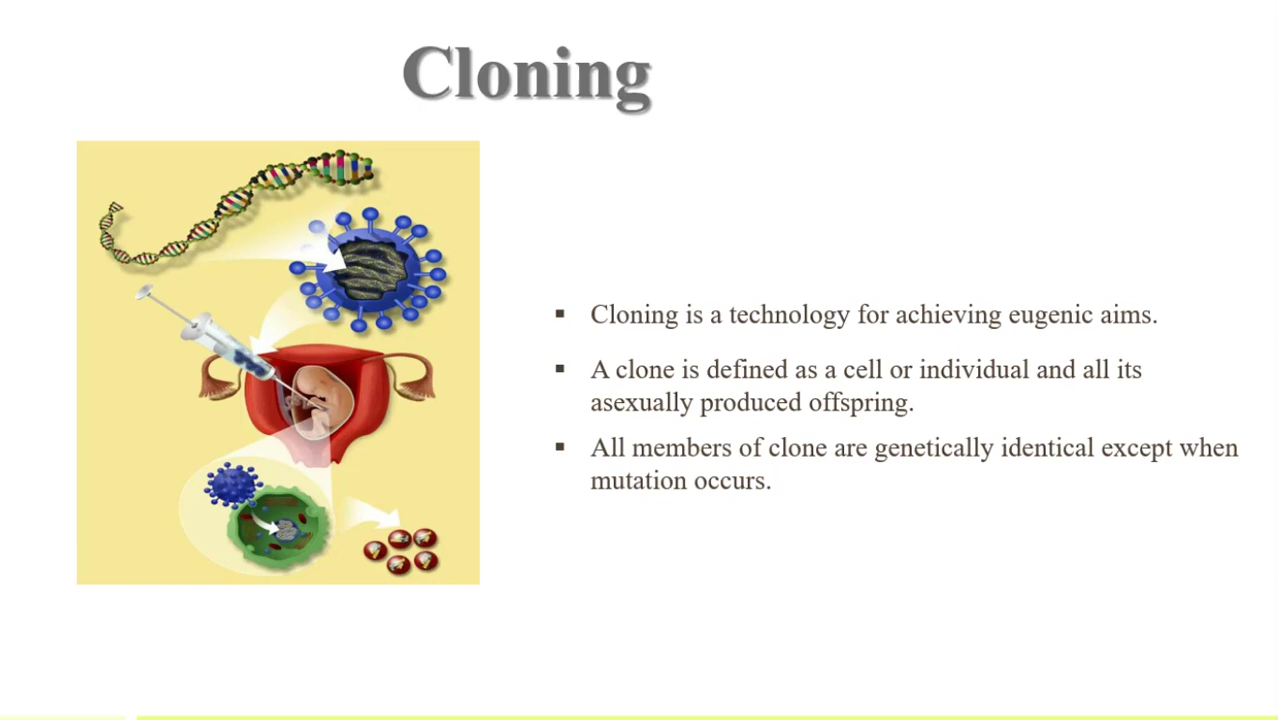 Cloning
▪ Cloning is a technology for achieving eugenic aims.
▪ A clone is defined as a cell or individual and all its
asexually produced offspring.
▪ All members of clone are genetically identical except when
mutation occurs.